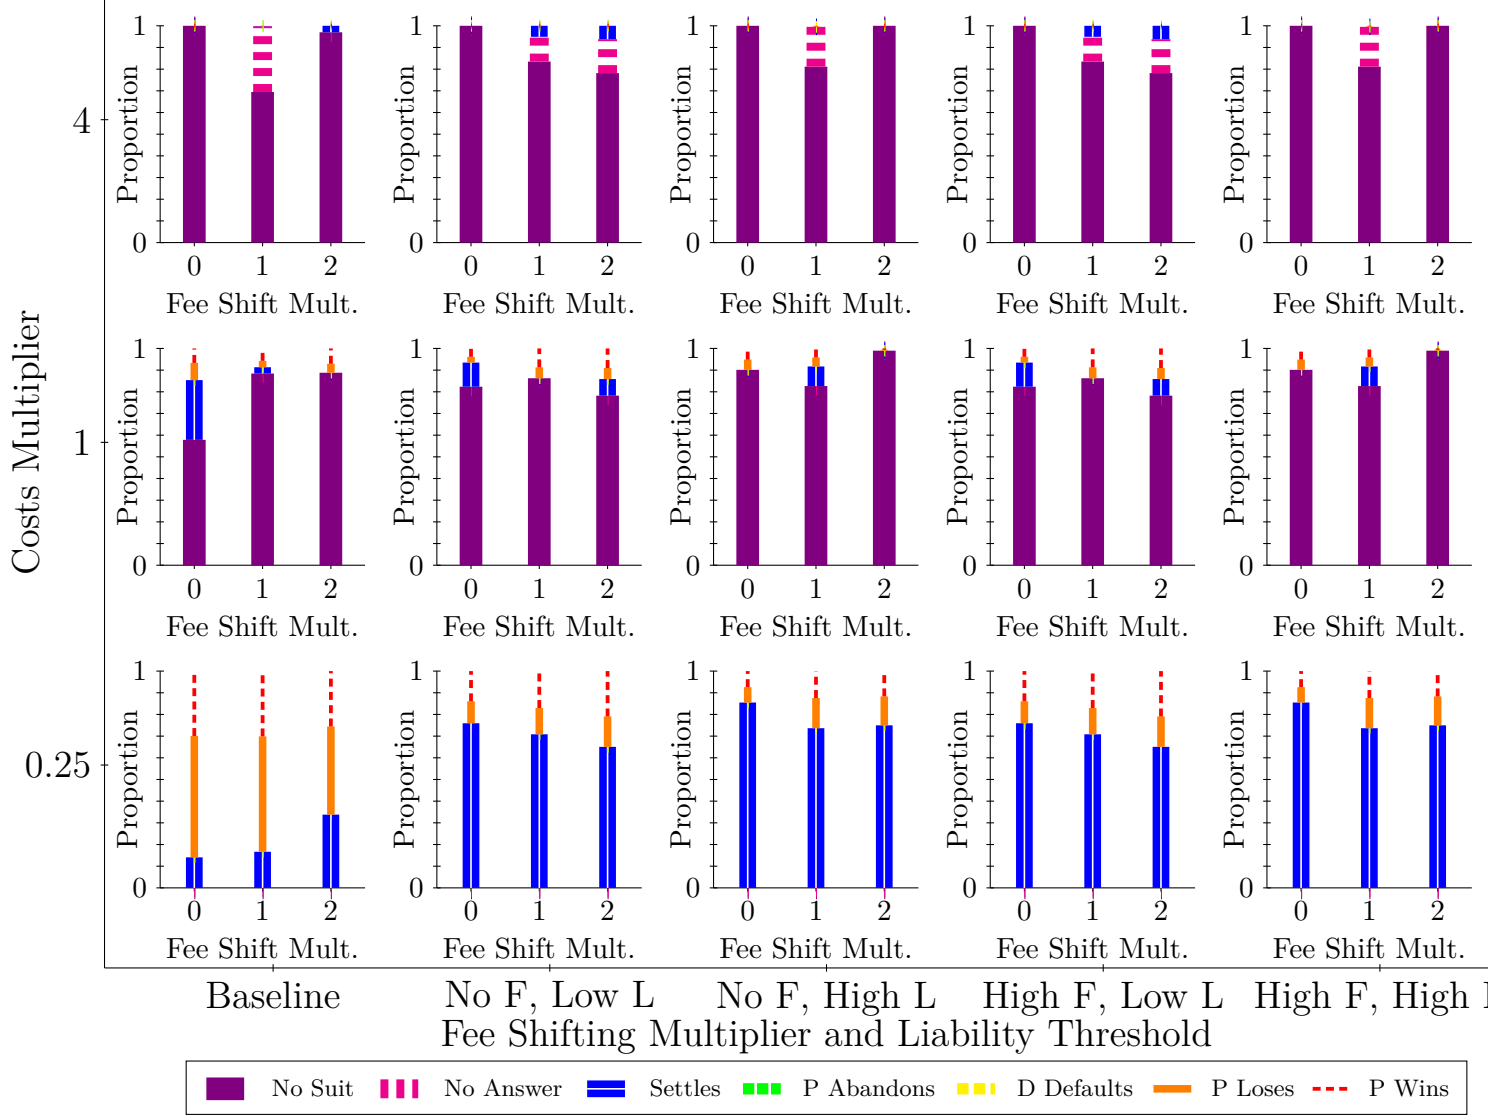 1 1 1 1 1
Proportion Proportion Proportion Proportion Proportion
4
0 0 0 0 0
0 1 2 0 1 2 0 1 2 0 1 2 0 1 2
Fee Shift Mult. Fee Shift Mult. Fee Shift Mult. Fee Shift Mult. Fee Shift Mult.
Costs Multiplier
1 1 1 1 1
Proportion Proportion Proportion Proportion Proportion
1
0 0 0 0 0
0 1 2 0 1 2 0 1 2 0 1 2 0 1 2
Fee Shift Mult. Fee Shift Mult. Fee Shift Mult. Fee Shift Mult. Fee Shift Mult.
1 1 1 1 1
Proportion Proportion Proportion Proportion Proportion
0.25
0 0 0 0 0
0 1 2 0 1 2 0 1 2 0 1 2 0 1 2
Fee Shift Mult. Fee Shift Mult. Fee Shift Mult. Fee Shift Mult. Fee Shift Mult.
Baseline No F, Low L No F, High L High F, Low L High F, High
Fee Shifting Multiplier and Liability Threshold
No Suit No Answer Settles P Abandons D Defaults P Loses P Wins